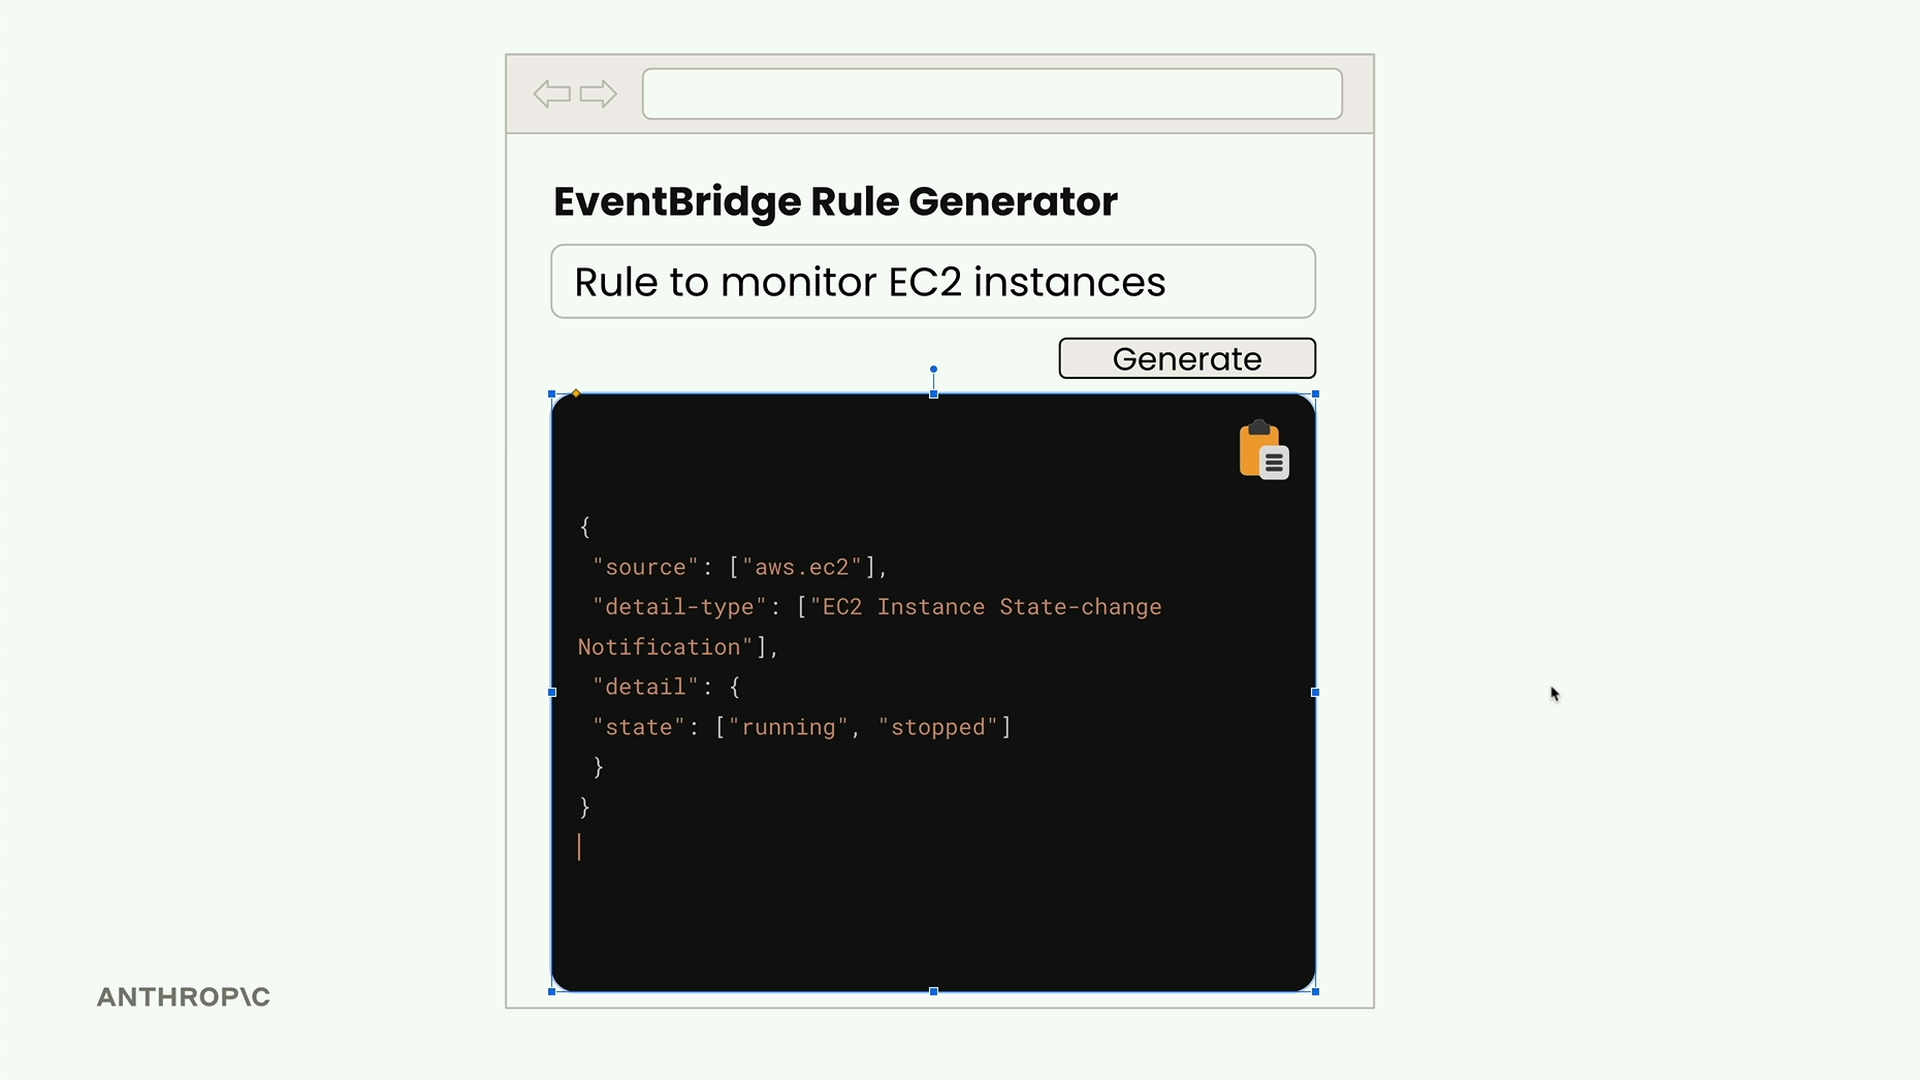 EventBridge Rule Generator
Rule to monitor EC2 instances
Generate
{
"source": ["aws.ec2"],
"detail-type": ["EC2 Instance State-change
Notification"],
"detail": {
"state": ["running", "stopped"]
}
}
ANTHROP\C